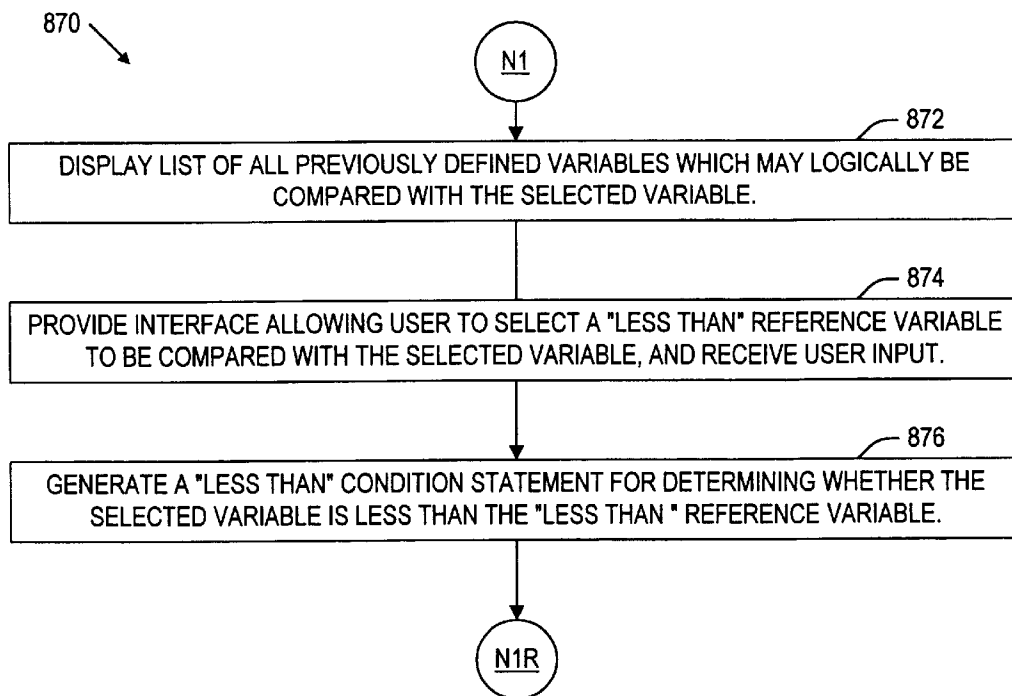 870
N1
872
DISPLAY LIST OF ALL PREVIOUSLY DEFINED VARIABLES WHICH MAY LOGICALLY BE
COMPARED WITH THE SELECTED VARIABLE.
874
PROVIDE INTERFACE ALLOWING USER TO SELECT A "LESS THAN" REFERENCE VARIABLE
TO BE COMPARED WITH THE SELECTED VARIABLE, AND RECEIVE USER INPUT.
876
GENERATE A "LESS THAN" CONDITION STATEMENT FOR DETERMINING WHETHER THE
SELECTED VARIABLE IS LESS THAN THE "LESS THAN " REFERENCE VARIABLE.
N1R